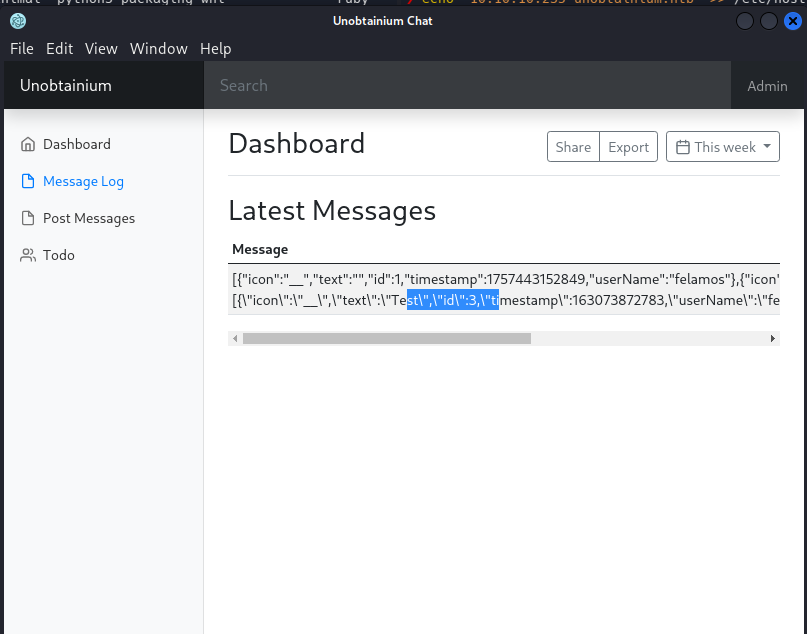 Unobtainium Chat
File Edit View Window Help
Unobtainium Search Admin
Dashboard
Message Log
Post Messages
Todo
Dashboard Share Export This week
Latest Messages
Message
[{"icon":"__","text":"","id":1,"timestamp":1757443152849,"userName":"felamos"},{"icon"
[{\"icon\":\"__\",\"text\":\"Test\",\"id\":3,\"timestamp\":163073872783,\"userName\":\"fe